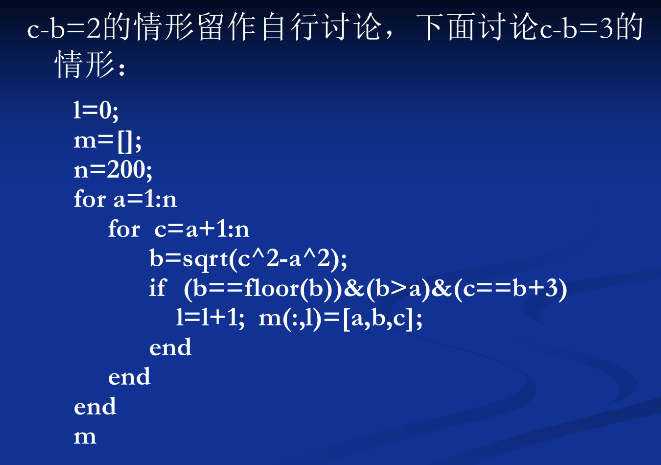 c-b=2的情形留作自行讨论，下面讨论c-b=3的
情形：
l=0;
m=[];
n=200;
for a=1:n
for c=a+1:n
b=sqrt(c^2-a^2);
if (b==floor(b))&(b>a)&(c==b+3)
l=l+1; m(:,l)=[a,b,c];
end
end
end
m